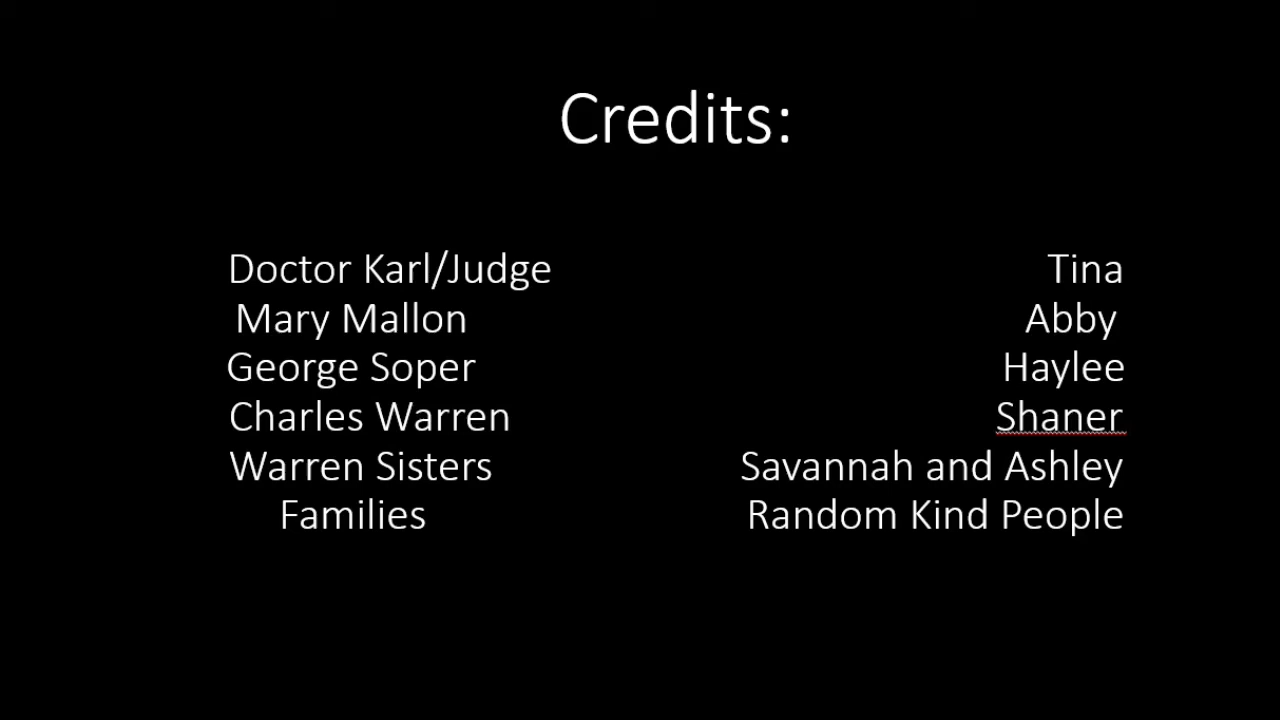 Credits:
Doctor Karl/Judge Tina
Mary Mallon Abby
George Soper Haylee
Charles Warren Shaner
Warren Sisters Savannah and Ashley
Families Random Kind People